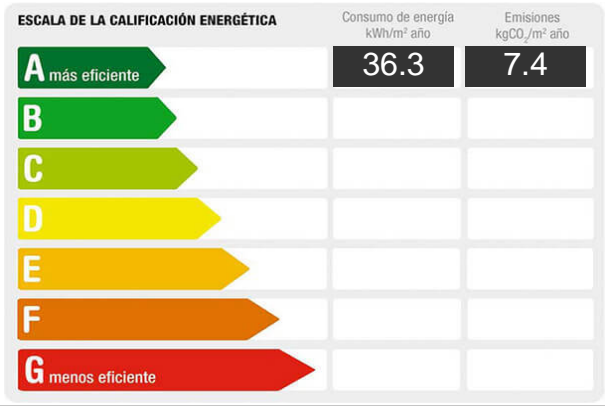 ESCALA DE LA CALIFICACIÓN ENERGÉTICA
Consumo de energía
kWh/m² año
Emisiones
kgCO₂/m² año
A más eficiente
36.3
7.4
B
C
D
E
F
G menos eficiente